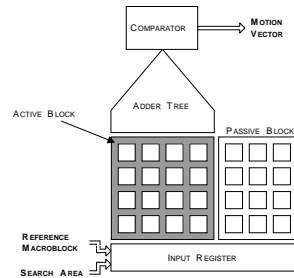 COMPARATOR
MOTION
VECTOR
ADDER TREE
ACTIVE BLOCK
PASSIVE BLOCK
REFERENCE
MACROBLOCK
SEARCH AREA
INPUT REGISTER